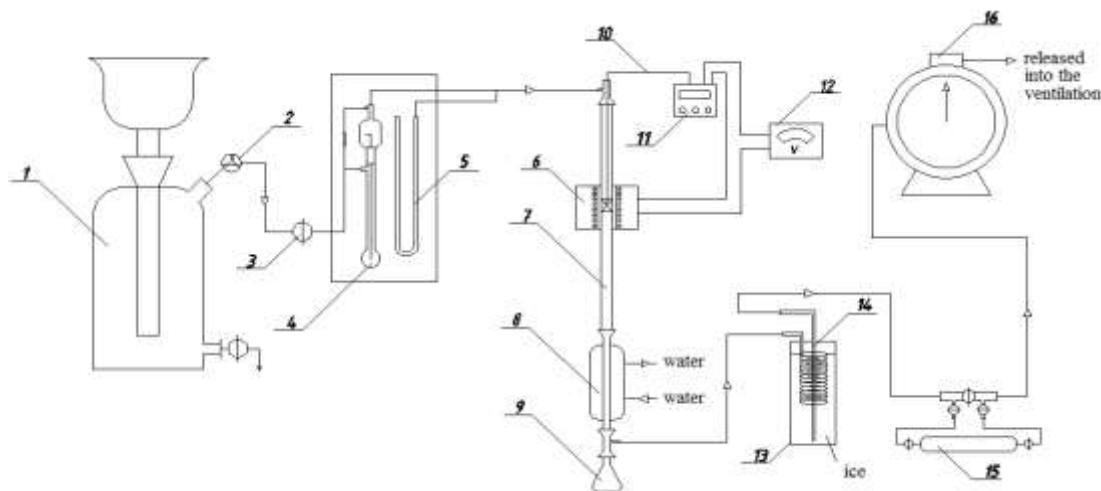 16
10
released
into the
ventilation
2
12
11
V
1
5
6
3
7
4
14
8
water
water
9
13
ice
15